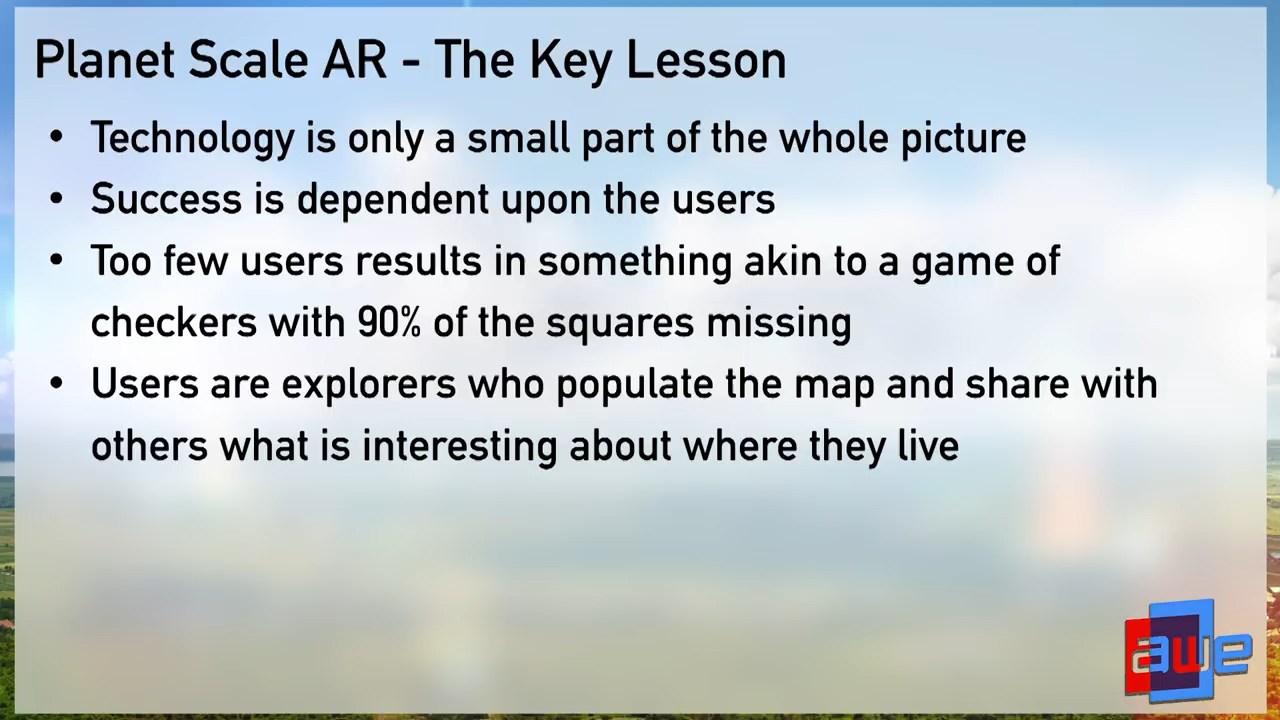 Planet Scale AR - The Key Lesson
• Technology is only a small part of the whole picture
• Success is dependent upon the users
• Too few users results in something akin to a game of
checkers with 90% of the squares missing
• Users are explorers who populate the map and share with
others what is interesting about where they live
awe